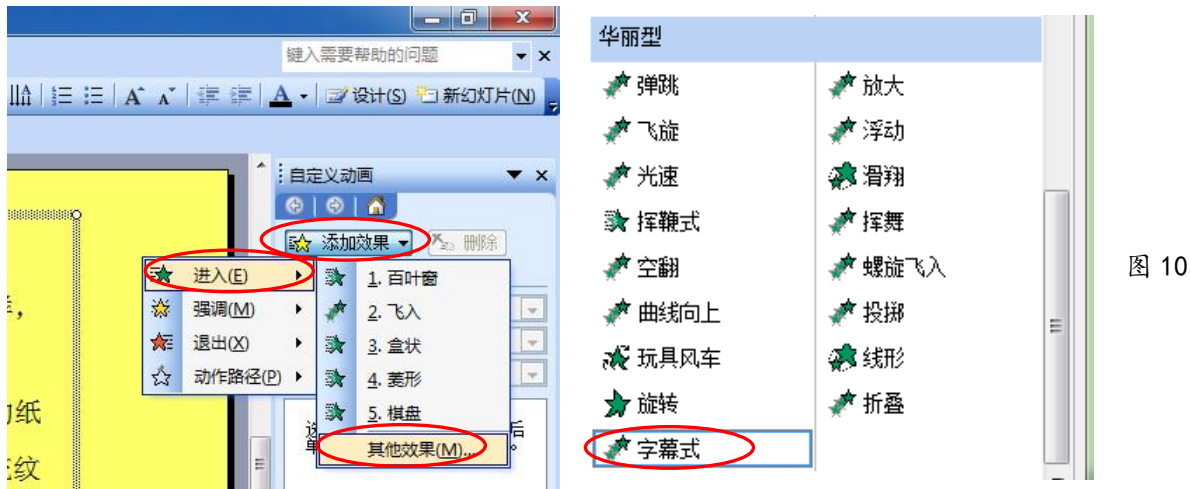 键入需要帮助的问题
A A A 设计(S) 新幻灯片(N)
自定义动画
添加效果 删除
进入(E)
强调(M)
退出(X)
动作路径(P)
1. 百叶窗
2. 飞入
3. 盒状
4. 菱形
5. 棋盘
其他效果(M)...
后
单
。
羊，
纸
纹
华丽型
弹跳 放大
飞旋 浮动
光速 滑翔
挥鞭式 挥舞
空翻 螺旋飞入
曲线向上 投掷
玩具风车 线形
旋转 折叠
字幕式
图 10